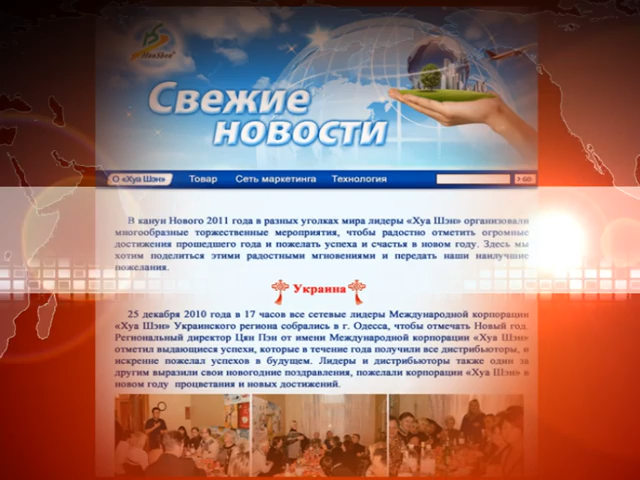 HuaShen®
Свежие
новости
О «Хуа Шэн» Товар Сеть маркетинга Технология GO
В канун Нового 2011 года в разных уголках мира лидеры «Хуа Шэн» организовали
многообразные торжественные мероприятия, чтобы радостно отметить огромные
достижения прошедшего года и пожелать успеха и счастья в новом году. Здесь мы
хотим поделиться этими радостными мгновениями и передать наши наилучшие
пожелания.
Украина
25 декабря 2010 года в 17 часов все сетевые лидеры Международной корпорации
«Хуа Шэн» Украинского региона собрались в г. Одесса, чтобы отмечать Новый год.
Региональный директор Цян Пэн от имени Международной корпорации «Хуа Шэн»
отметил выдающиеся успехи, которые в течение года получили все дистрибьюторы, и
искренне пожелал успехов в будущем. Лидеры и дистрибьюторы также один за
другим выразили свои новогодние поздравления, пожелали корпорации «Хуа Шэн» в
новом году процветания и новых достижений.